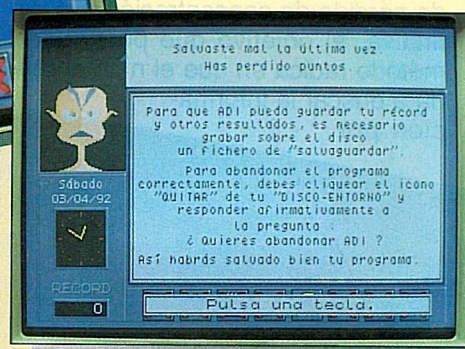 Salvaste mal la última vez.
Has perdido puntos.
Para que ADI pueda guardar tu récord
y otros resultados, es necesario
grabar sobre el disco
un fichero de "salvaguardar".
Para abandonar el programa
correctamente, debes cliquear el icono
"QUITAR" de tu "DISCO-ENTORNO" y
responder afirmativamente a
la pregunta :
¿ Quieres abandonar ADI ?
Así habrás salvado bien tu programa.
Sábado
03/04/92
RECORD
0
Pulsa una tecla.